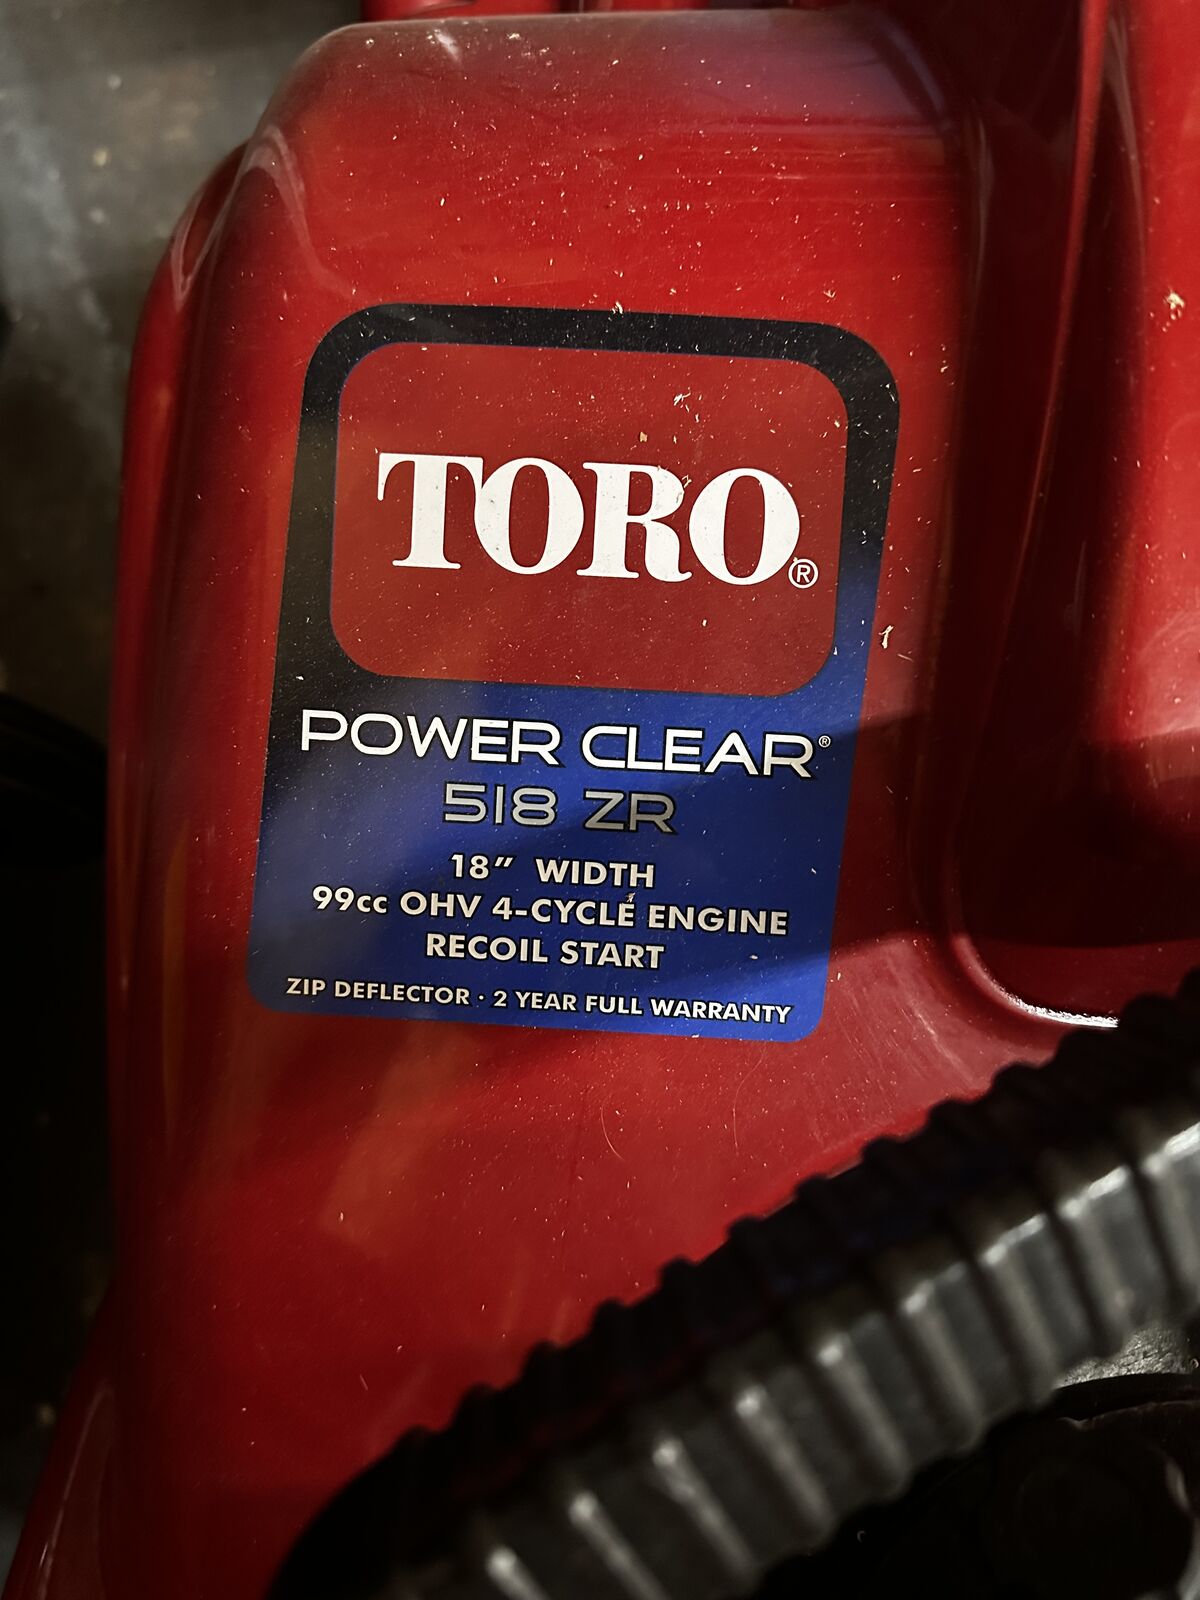 TORO®
POWER CLEAR®
518 ZR
18" WIDTH
99cc OHV 4-CYCLE ENGINE
RECOIL START
ZIP DEFLECTOR · 2 YEAR FULL WARRANTY